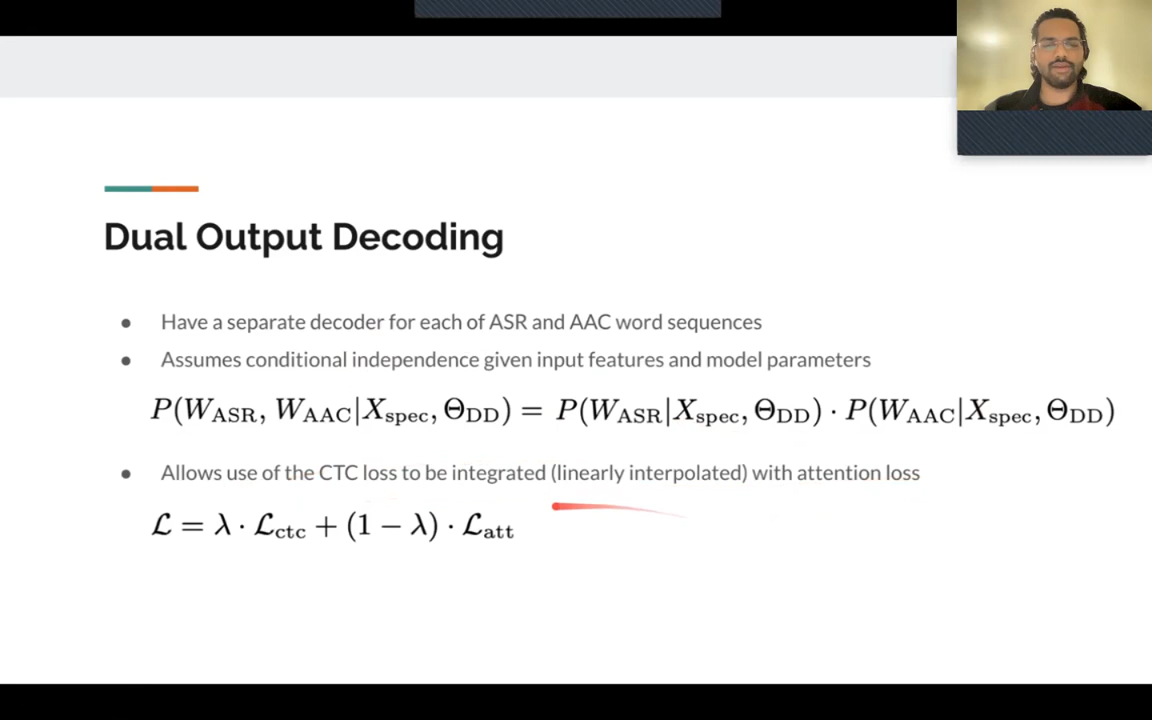 Dual Output Decoding
● Have a separate decoder for each of ASR and AAC word sequences
● Assumes conditional independence given input features and model parameters
P(W_ASR, W_AAC|X_spec, Θ_DD) = P(W_ASR|X_spec, Θ_DD) · P(W_AAC|X_spec, Θ_DD)
● Allows use of the CTC loss to be integrated (linearly interpolated) with attention loss
ℒ = λ · ℒ_ctc + (1 − λ) · ℒ_att